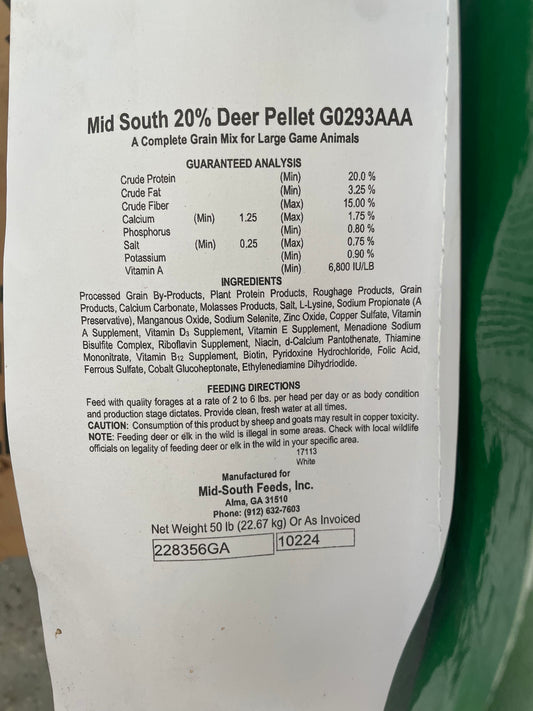 Mid South 20% Deer Pellet G0293AAA
A Complete Grain Mix for Large Game Animals
GUARANTEED ANALYSIS
Crude Protein (Min) 20.0 %
Crude Fat (Min) 3.25 %
Crude Fiber (Max) 15.00 %
Calcium (Min) 1.25 (Max) 1.75 %
Phosphorus (Min) 0.80 %
Salt (Min) 0.25 (Max) 0.75 %
Potassium (Min) 0.90 %
Vitamin A (Min) 6,800 IU/LB
INGREDIENTS
Processed Grain By-Products, Plant Protein Products, Roughage Products, Grain
Products, Calcium Carbonate, Molasses Products, Salt, L-Lysine, Sodium Propionate (A
Preservative), Manganous Oxide, Sodium Selenite, Zinc Oxide, Copper Sulfate, Vitamin
A Supplement, Vitamin D3 Supplement, Vitamin E Supplement, Menadione Sodium
Bisulfite Complex, Riboflavin Supplement, Niacin, d-Calcium Pantothenate, Thiamine
Mononitrate, Vitamin B12 Supplement, Biotin, Pyridoxine Hydrochloride, Folic Acid,
Ferrous Sulfate, Cobalt Glucoheptonate, Ethylenediamine Dihydriodide.
FEEDING DIRECTIONS
Feed with quality forages at a rate of 2 to 6 lbs. per head per day or as body condition
and production stage dictates. Provide clean, fresh water at all times.
CAUTION: Consumption of this product by sheep and goats may result in copper toxicity.
NOTE: Feeding deer or elk in the wild is illegal in some areas. Check with local wildlife
officials on legality of feeding deer or elk in the wild in your specific area.
17113
White
Manufactured for
Mid-South Feeds, Inc.
Alma, GA 31510
Phone: (912) 632-7603
Net Weight 50 lb (22.67 kg) Or As Invoiced
228356GA 10224